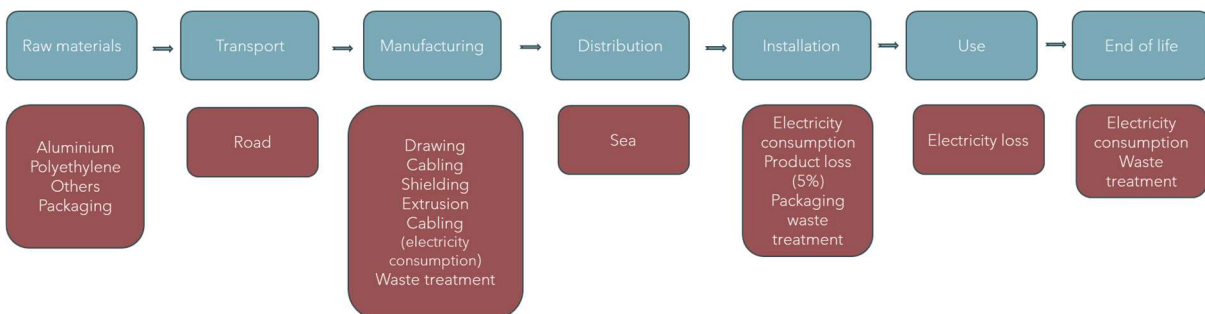 Raw materials
Transport
Manufacturing
Distribution
Installation
Use
End of life
Aluminium
Polyethylene
Others
Packaging
Road
Drawing
Cabling
Shielding
Extrusion
Cabling
(electricity
consumption)
Waste treatment
Sea
Electricity
consumption
Product loss
(5%)
Packaging
waste
treatment
Electricity loss
Electricity
consumption
Waste
treatment